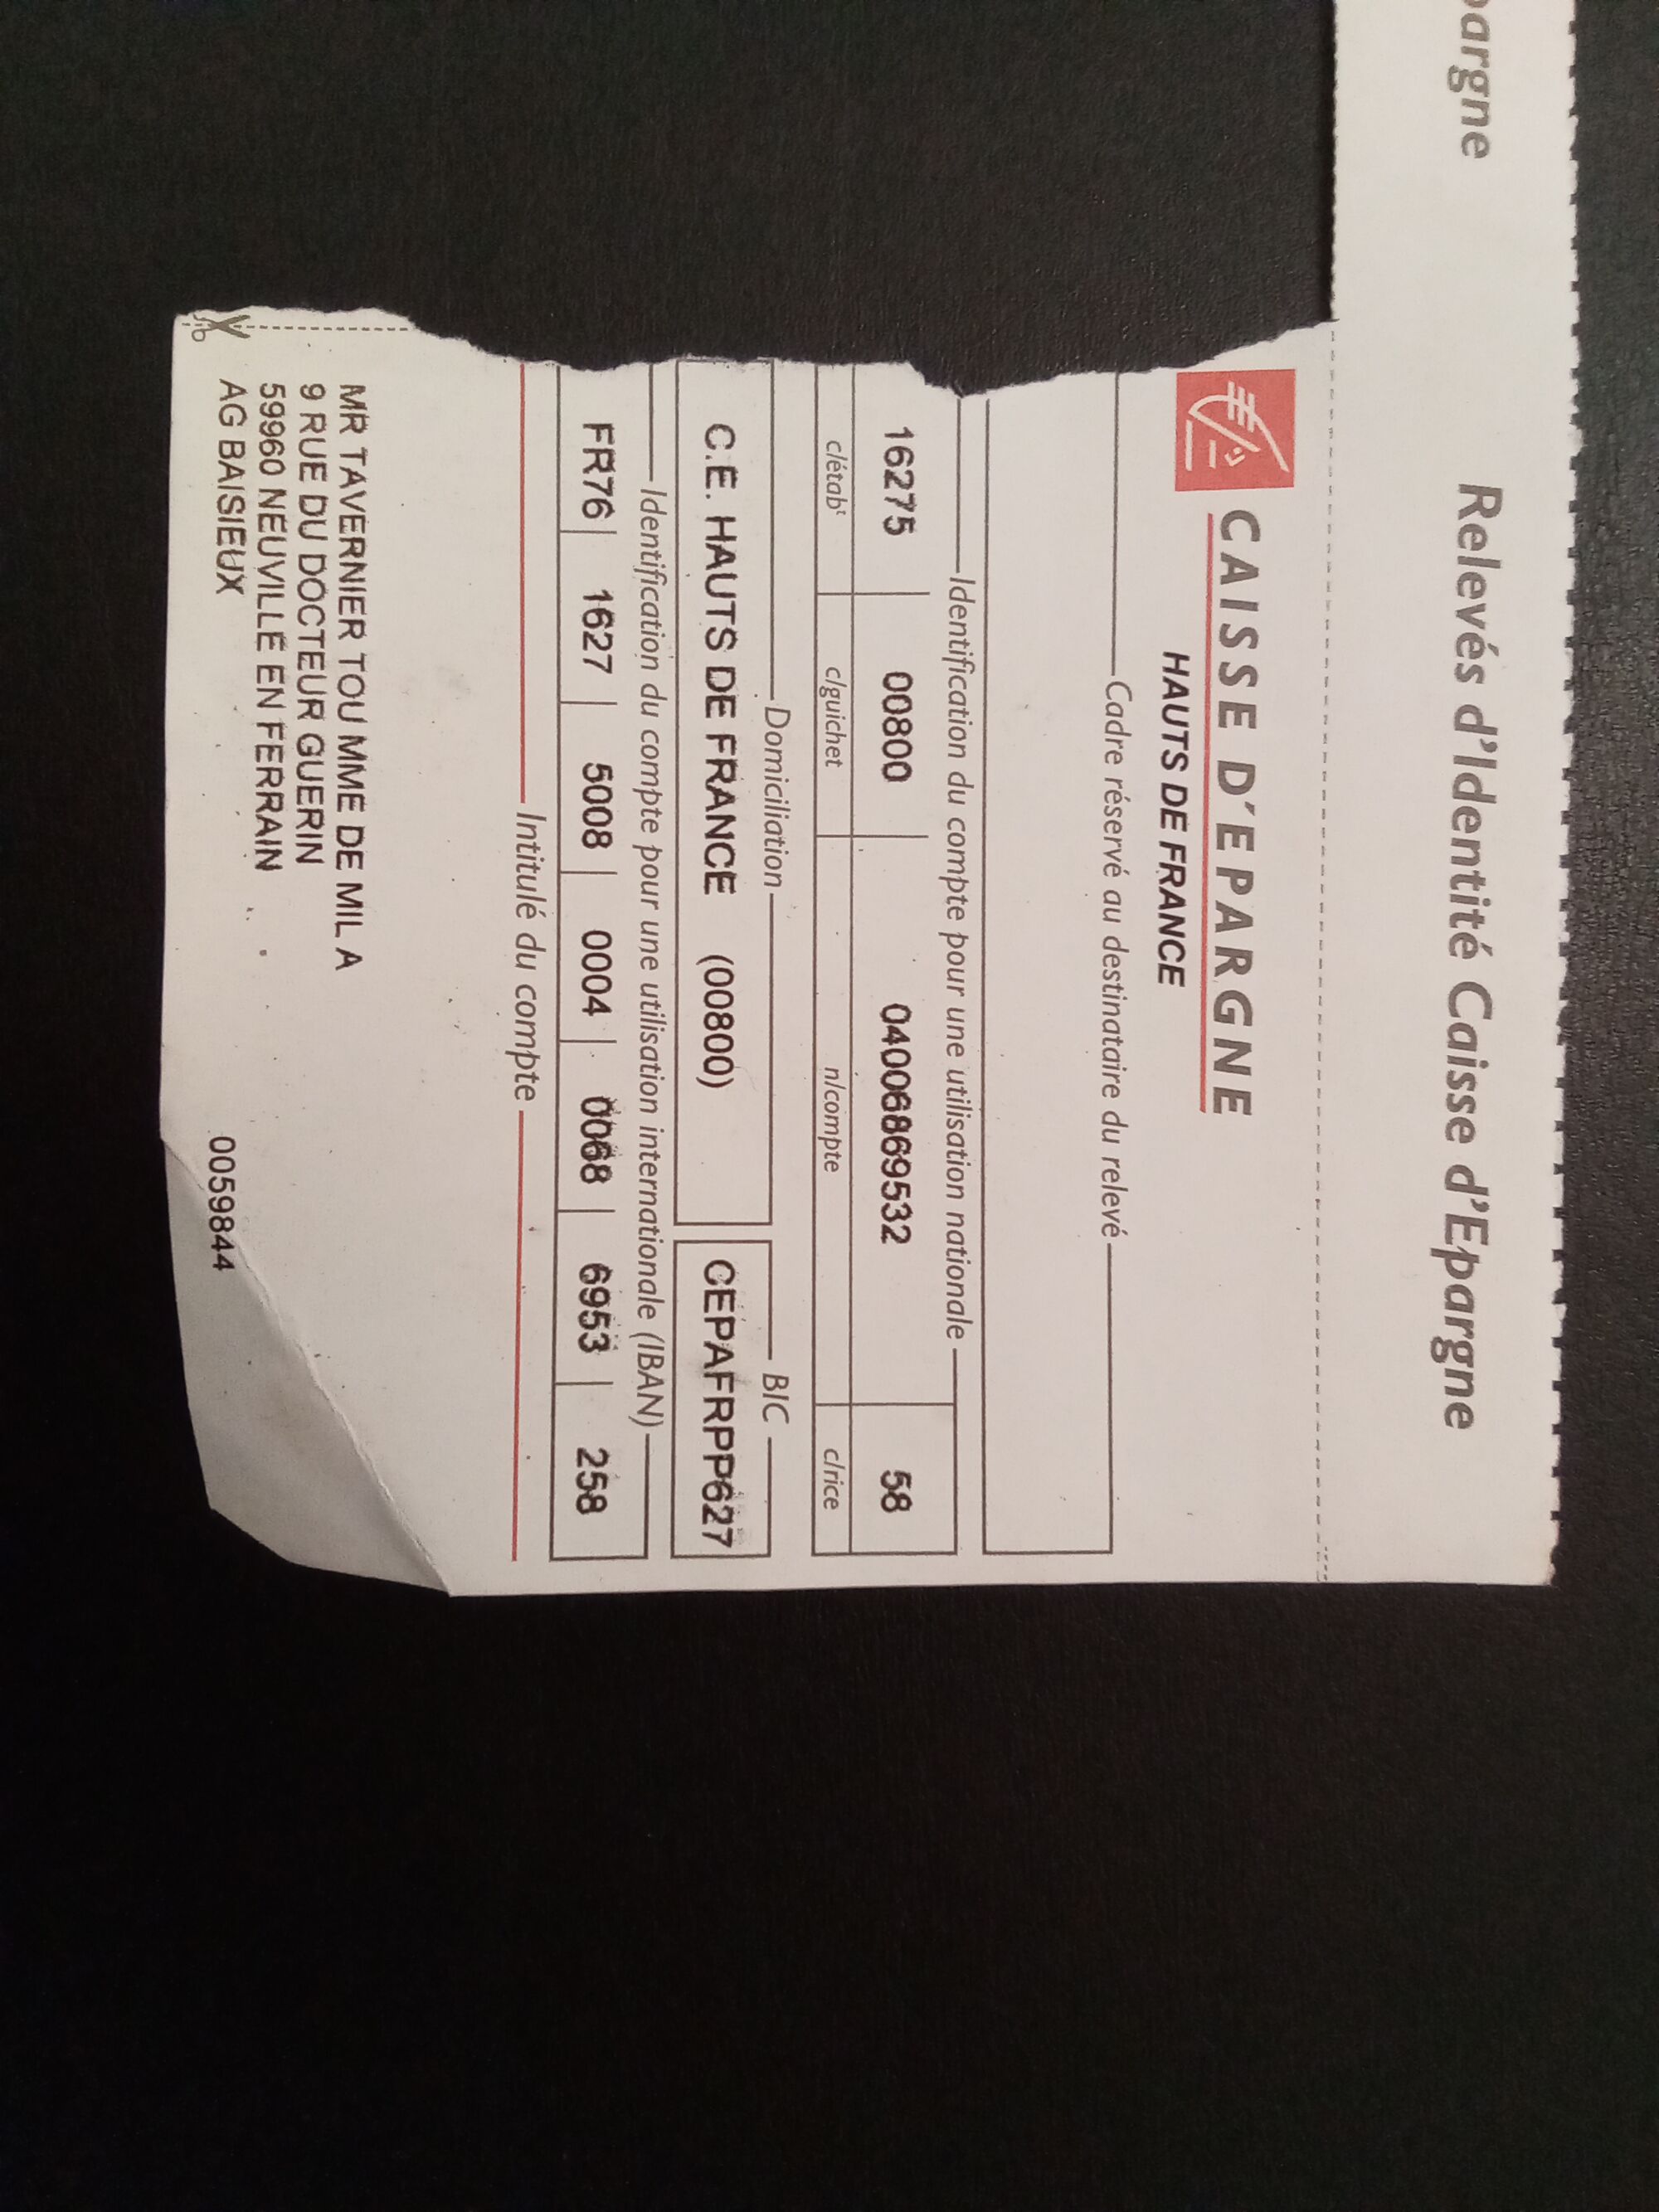 pargne
Relevés d'Identité Caisse d'Epargne
CAISSE D'EPARGNE
HAUTS DE FRANCE
Cadre réservé au destinataire du relevé
Identification du compte pour une utilisation nationale
16275 00800 04006869532 58
c/étabᵗ c/guichet n/compte c/rice
Domiciliation BIC
C.E. HAUTS DE FRANCE (00800) CEPAFRPP627
Identification du compte pour une utilisation internationale (IBAN)
FR76 | 1627 | 5008 | 0004 | 0068 | 6953 | 258
Intitulé du compte
MR TAVERNIER TOU MME DE MIL A
9 RUE DU DOCTEUR GUERIN
59960 NEUVILLE EN FERRAIN
AG BAISIEUX 0059844